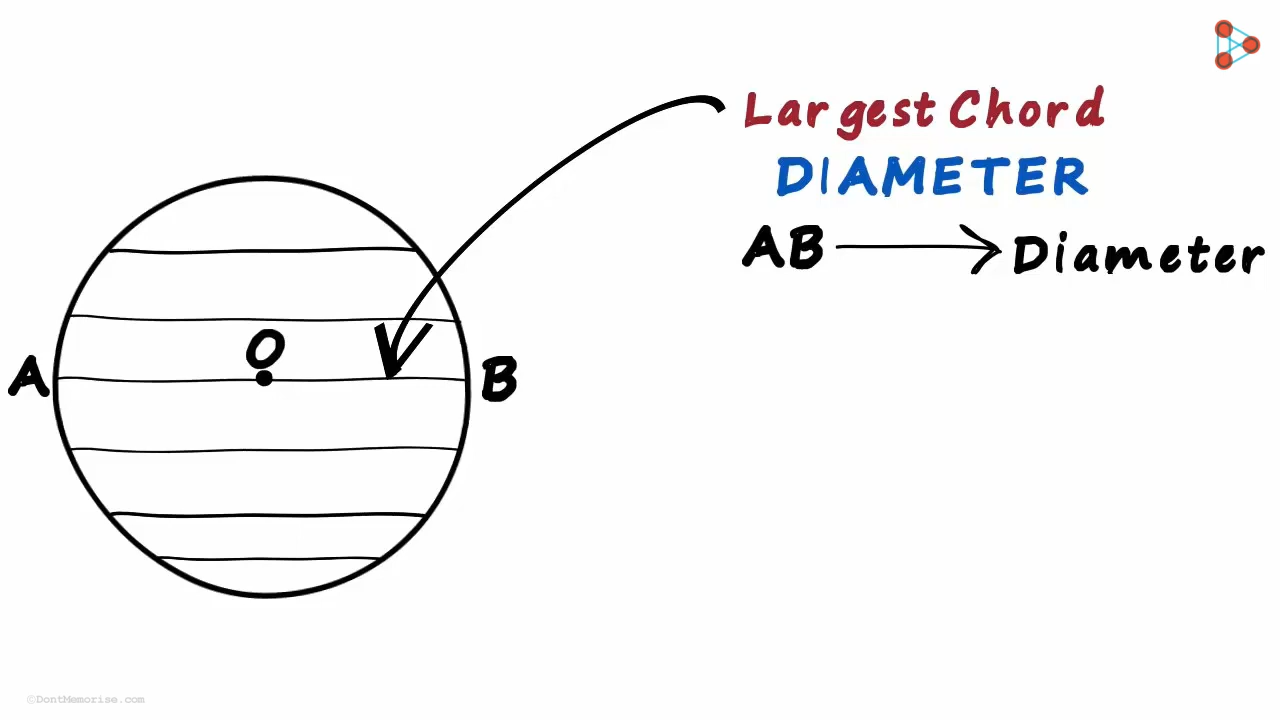 Largest Chord
DIAMETER
AB → Diameter
O
A
B
©DontMemorise.com